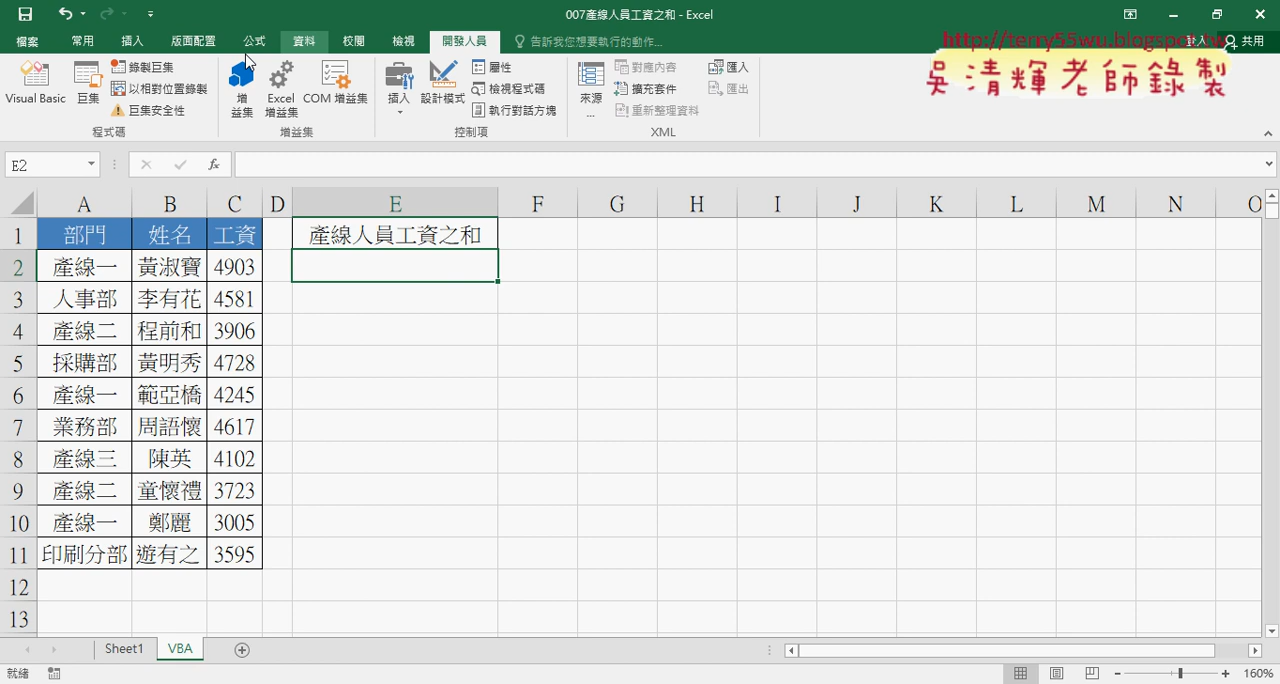 007產線人員工資之和 - Excel
檔案 常用 插入 版面配置 公式 資料 校閱 檢視 開發人員 告訴我您想要執行的動作... 登入 共用
http://terry55wu.blogspot.tw
吳清輝老師錄製
Visual Basic 巨集 錄製巨集 以相對位置錄製 巨集安全性 程式碼
增益集 Excel 增益集 COM 增益集 增益集
插入 設計模式 屬性 檢視程式碼 執行對話方塊 控制項
來源... 對應內容 擴充套件 重新整理資料 匯入 匯出 XML
E2 fx
A B C D E F G H I J K L M N O
1 部門 姓名 工資 產線人員工資之和
2 產線一 黃淑寶 4903
3 人事部 李有花 4581
4 產線二 程前和 3906
5 採購部 黃明秀 4728
6 產線一 範亞橋 4245
7 業務部 周語懷 4617
8 產線三 陳英 4102
9 產線二 童懷禮 3723
10 產線一 鄭麗 3005
11 印刷分部 遊有之 3595
12
13
Sheet1 VBA
就緒 160%